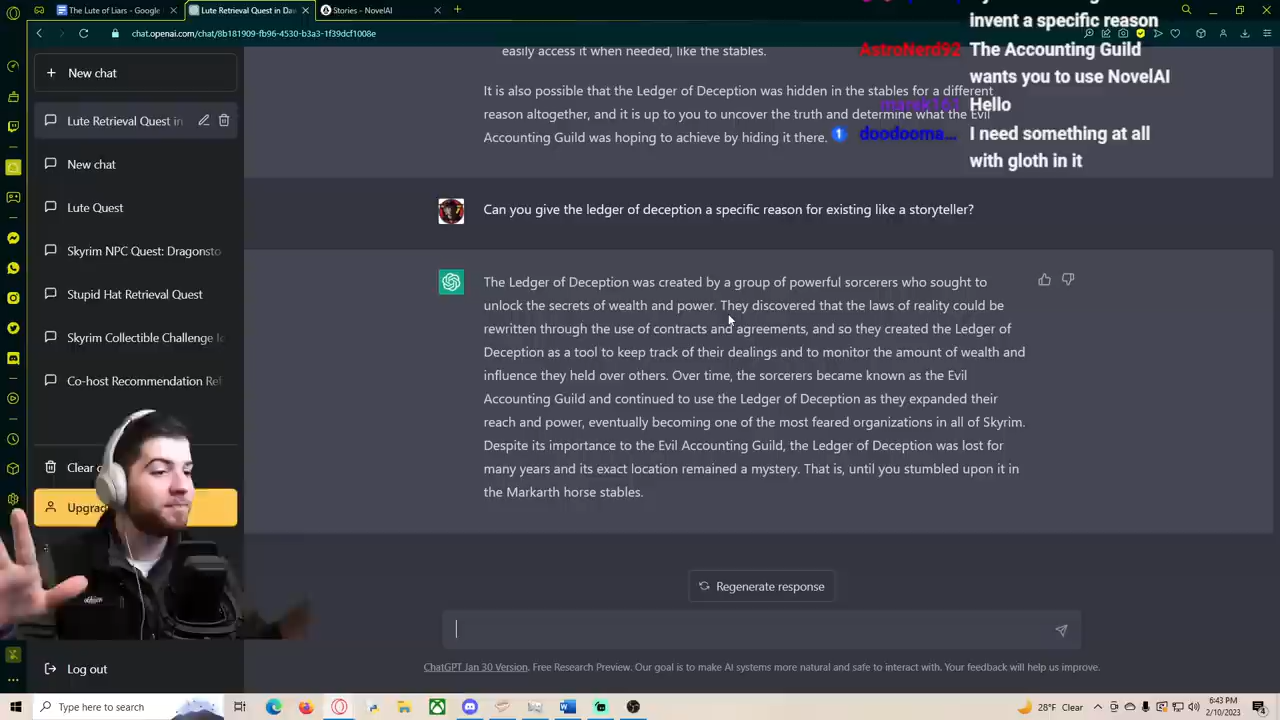 The Lute of Liars - Google
Lute Retrieval Quest in Daw
Stories - NovelAI
chat.openai.com/chat/8b181909-fb96-4530-b3a3-1f39dcf1008e
invent a specific reason
AstroNerd92 The Accounting Guild
wants you to use NovelAI
marek161 Hello
doodooma... I need something at all
with gloth in it
New chat
Lute Retrieval Quest in
New chat
Lute Quest
Skyrim NPC Quest: Dragonsto
Stupid Hat Retrieval Quest
Skyrim Collectible Challenge Id
Co-host Recommendation Ref
Clear c
Upgrad
Log out
easily access it when needed, like the stables.
It is also possible that the Ledger of Deception was hidden in the stables for a different
reason altogether, and it is up to you to uncover the truth and determine what the Evil
Accounting Guild was hoping to achieve by hiding it there.
Can you give the ledger of deception a specific reason for existing like a storyteller?
The Ledger of Deception was created by a group of powerful sorcerers who sought to
unlock the secrets of wealth and power. They discovered that the laws of reality could be
rewritten through the use of contracts and agreements, and so they created the Ledger of
Deception as a tool to keep track of their dealings and to monitor the amount of wealth and
influence they held over others. Over time, the sorcerers became known as the Evil
Accounting Guild and continued to use the Ledger of Deception as they expanded their
reach and power, eventually becoming one of the most feared organizations in all of Skyrim.
Despite its importance to the Evil Accounting Guild, the Ledger of Deception was lost for
many years and its exact location remained a mystery. That is, until you stumbled upon it in
the Markarth horse stables.
Regenerate response
ChatGPT Jan 30 Version. Free Research Preview. Our goal is to make AI systems more natural and safe to interact with. Your feedback will help us improve.
Type here to search
28°F Clear
6:43 PM
2/10/2023